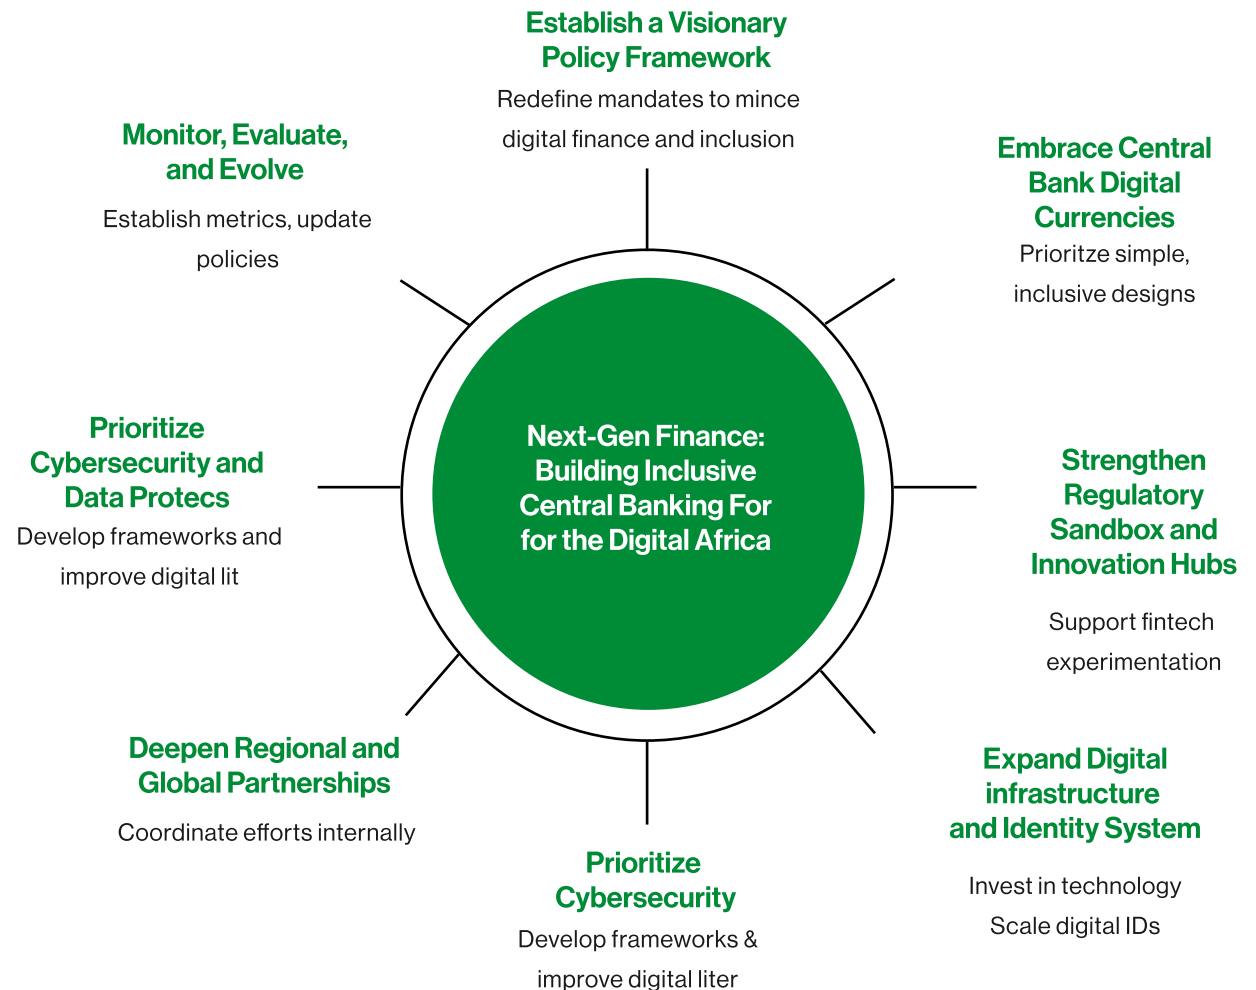 Establish a Visionary
Policy Framework
Redefine mandates to mince
digital finance and inclusion
Embrace Central
Bank Digital
Currencies
Prioritze simple,
inclusive designs
Strengthen
Regulatory
Sandbox and
Innovation Hubs
Support fintech
experimentation
Expand Digital
infrastructure
and Identity System
Invest in technology
Scale digital IDs
Prioritize
Cybersecurity
Develop frameworks &
improve digital liter
Deepen Regional and
Global Partnerships
Coordinate efforts internally
Prioritize
Cybersecurity and
Data Protecs
Develop frameworks and
improve digital lit
Monitor, Evaluate,
and Evolve
Establish metrics, update
policies
Next-Gen Finance:
Building Inclusive
Central Banking For
for the Digital Africa